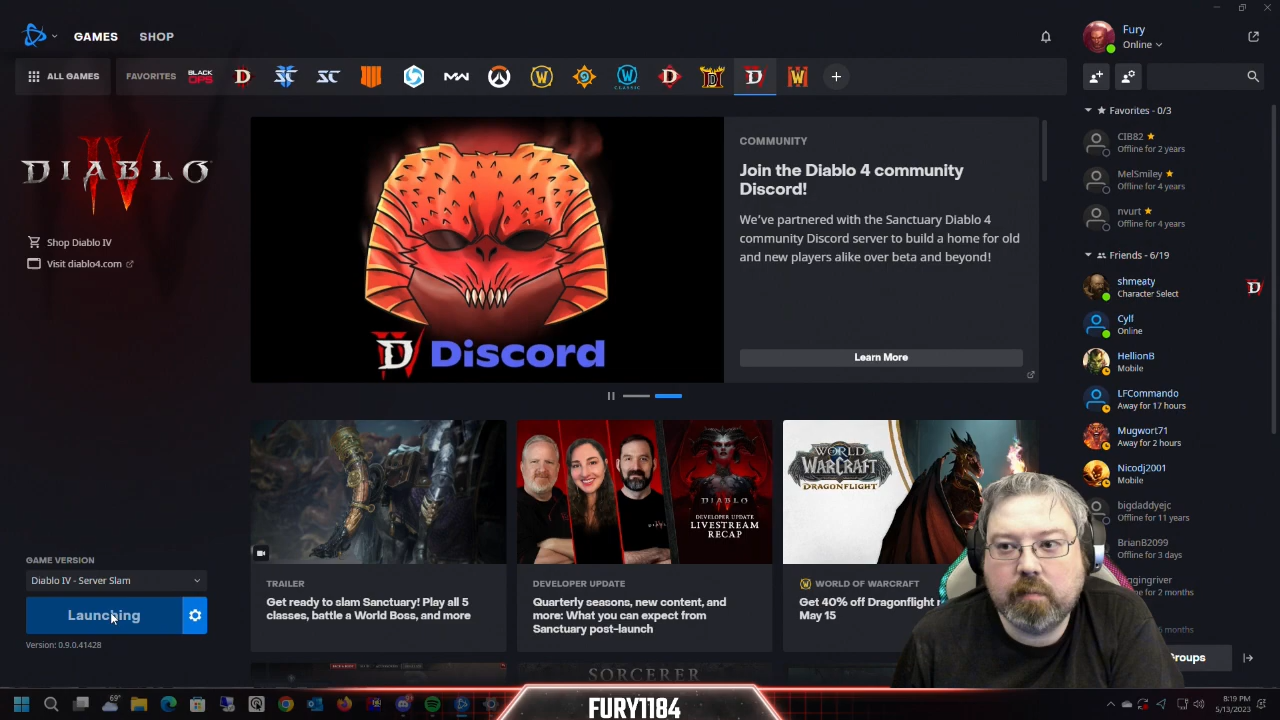 GAMES
SHOP
Fury
Online
ALL GAMES
FAVORITES
BLACK OPS
CLASSIC
DIABLO
IV
Shop Diablo IV
Visit diablo4.com
GAME VERSION
Diablo IV - Server Slam
Launching
Version: 0.9.0.41428
Discord
COMMUNITY
Join the Diablo 4 community
Discord!
We've partnered with the Sanctuary Diablo 4
community Discord server to build a home for old
and new players alike over beta and beyond!
Learn More
TRAILER
Get ready to slam Sanctuary! Play all 5
classes, battle a World Boss, and more
DIABLO
DEVELOPER UPDATE
LIVESTREAM
RECAP
DEVELOPER UPDATE
Quarterly seasons, new content, and
more: What you can expect from
Sanctuary post-launch
WORLD
OF
WARCRAFT
DRAGONFLIGHT
WORLD OF WARCRAFT
Get 40% off Dragonflight
May 15
SORCERER
Favorites - 0/3
CIB82
Offline for 2 years
MelSmiley
Offline for 4 years
nvurt
Offline for 4 years
Friends - 6/19
shmeaty
Character Select
Cylf
Online
HellionB
Mobile
LFCommando
Away for 17 hours
Mugwort71
Away for 2 hours
Nicodj2001
Mobile
bigdaddyejc
Offline for 11 years
BrianB2099
Offline for 3 days
for 2 months
months
Groups
69°
FURY1184
8:19 PM
5/13/2023